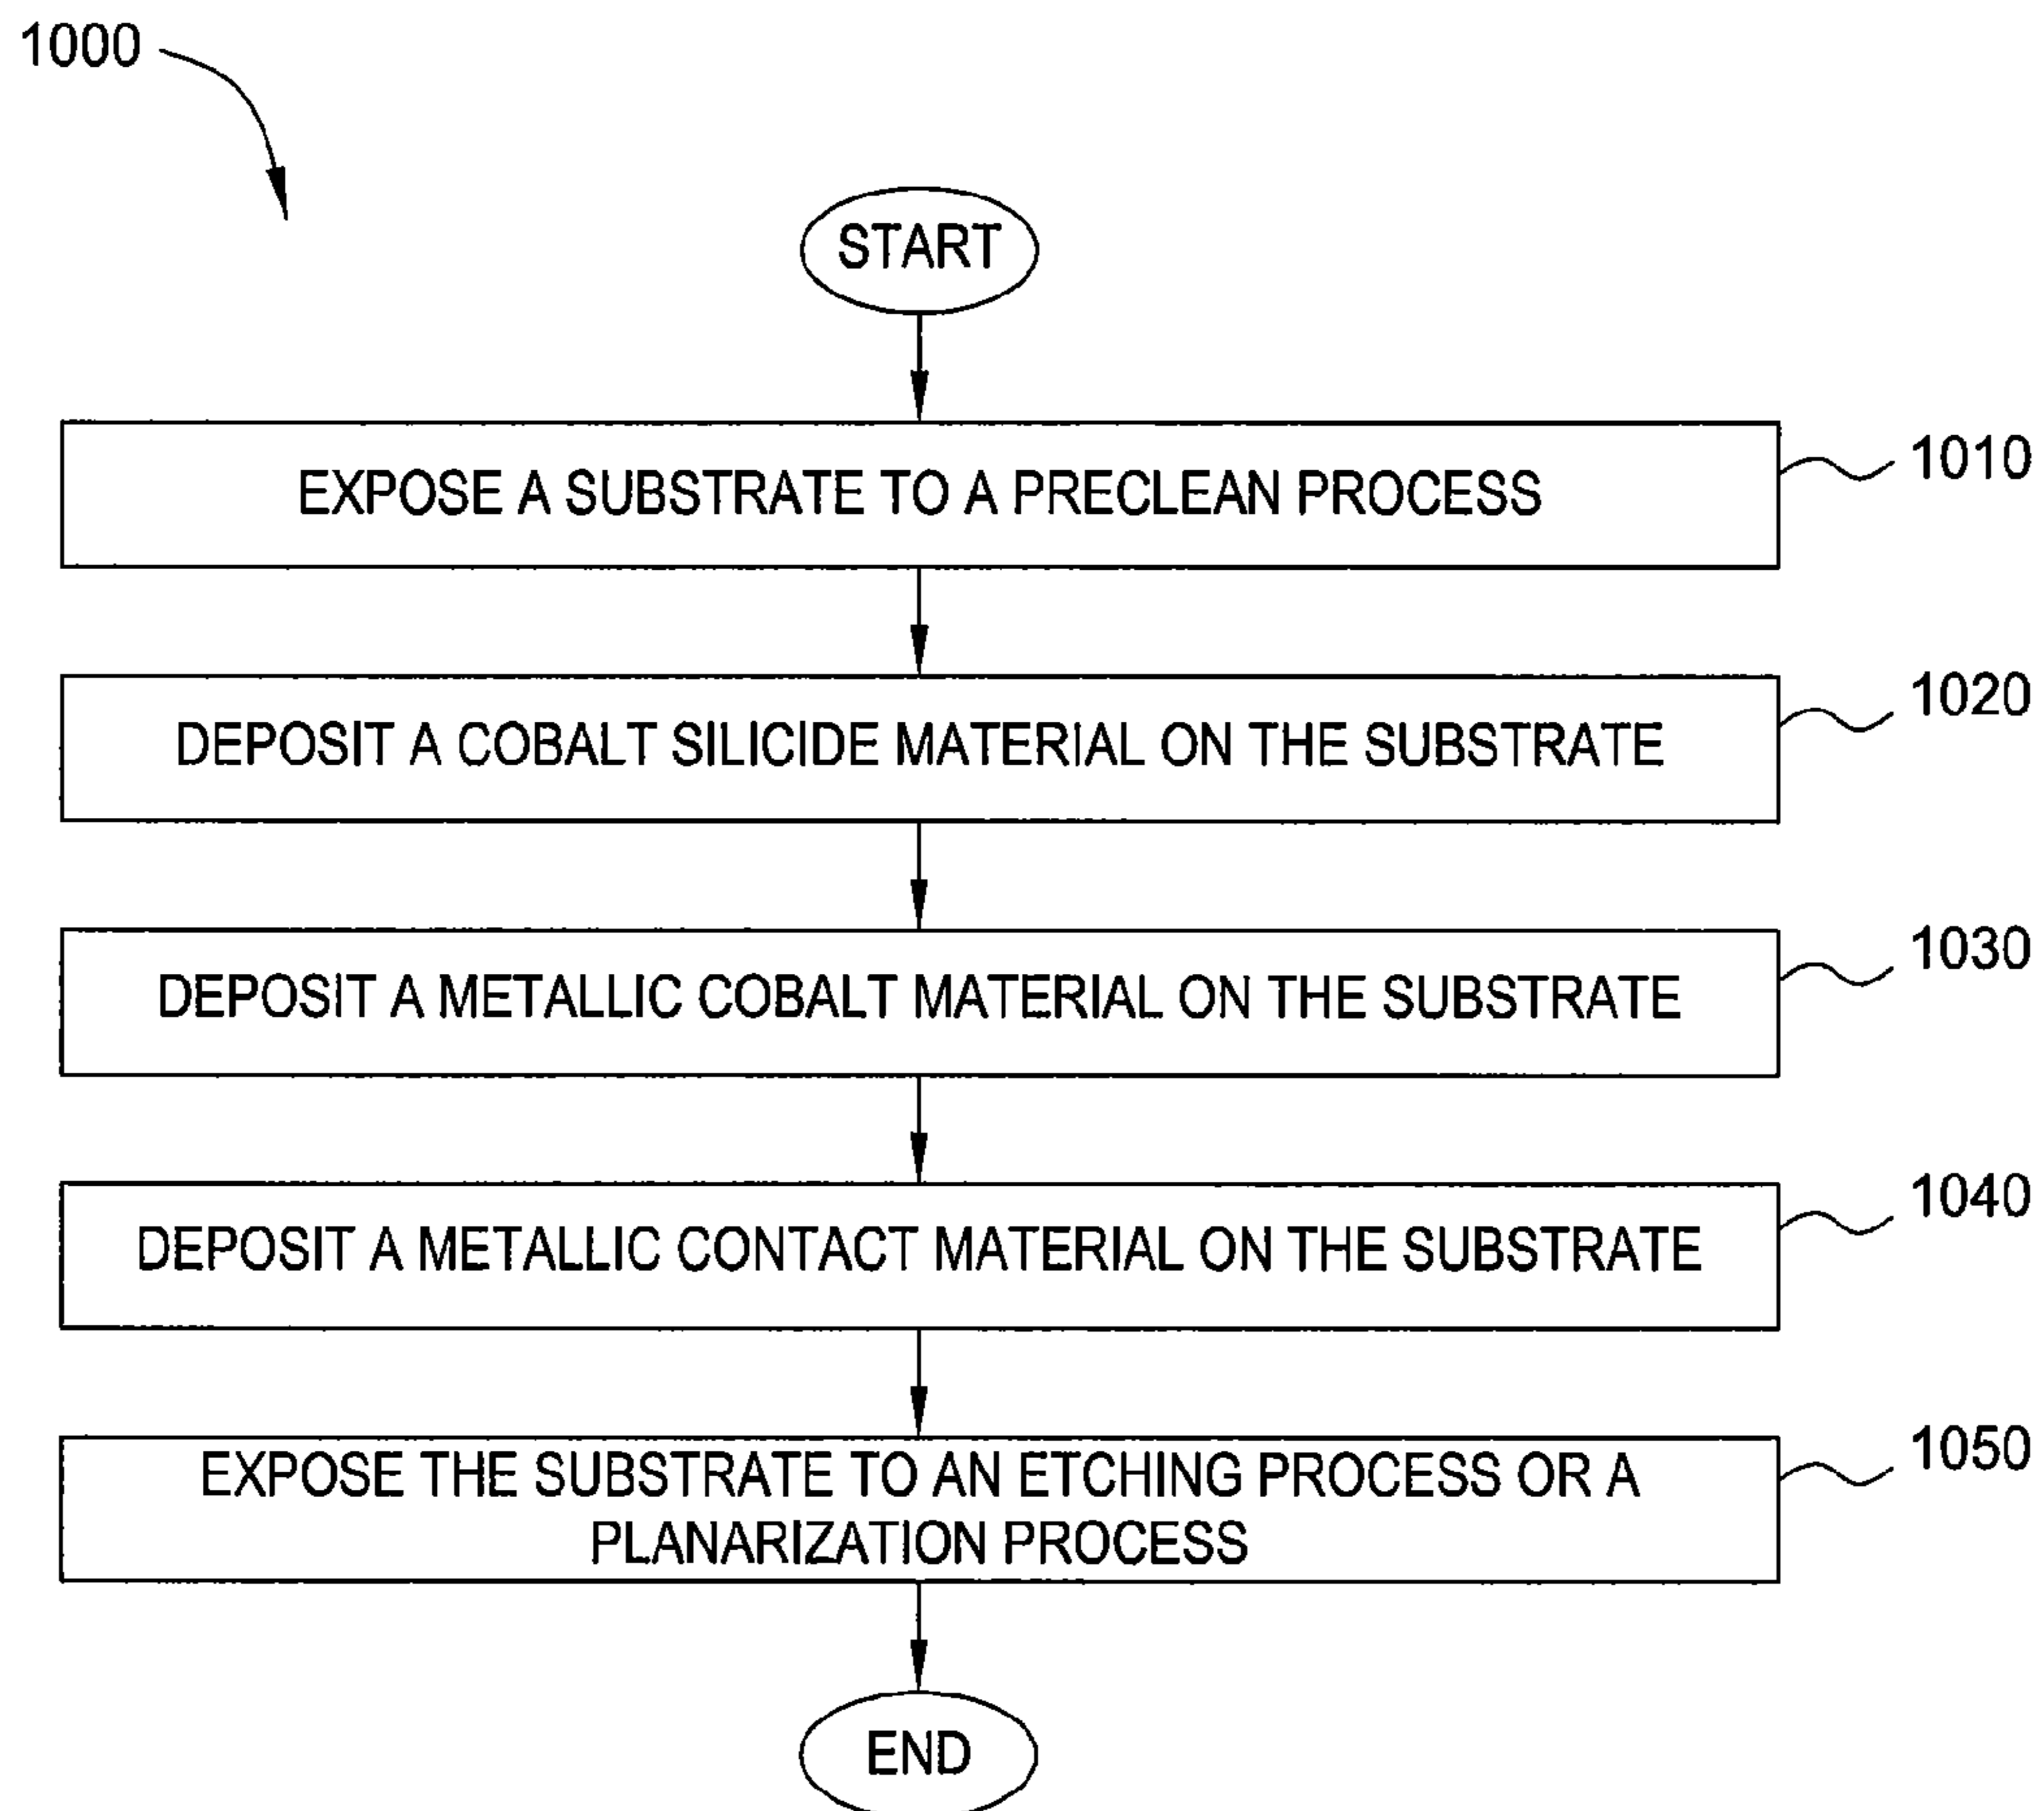 1000
START
EXPOSE A SUBSTRATE TO A PRECLEAN PROCESS
1010
DEPOSIT A COBALT SILICIDE MATERIAL ON THE SUBSTRATE
1020
DEPOSIT A METALLIC COBALT MATERIAL ON THE SUBSTRATE
1030
DEPOSIT A METALLIC CONTACT MATERIAL ON THE SUBSTRATE
1040
EXPOSE THE SUBSTRATE TO AN ETCHING PROCESS OR A
PLANARIZATION PROCESS
1050
END